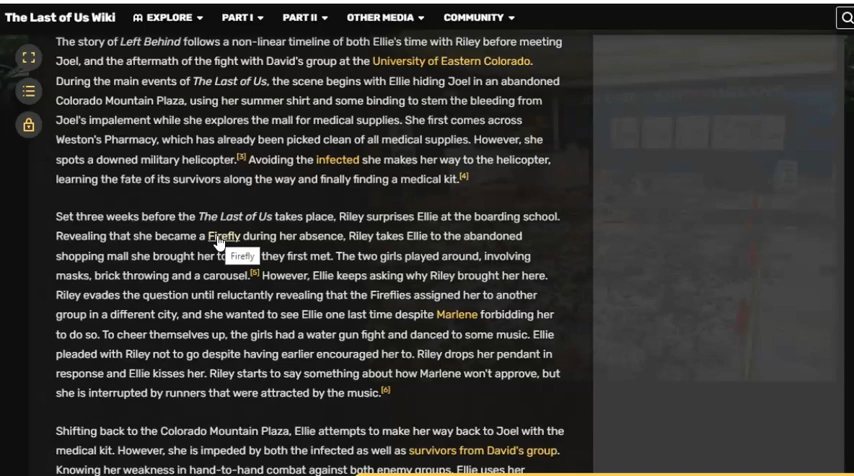 The Last of Us Wiki EXPLORE PART I PART II OTHER MEDIA COMMUNITY
The story of Left Behind follows a non-linear timeline of both Ellie's time with Riley before meeting
Joel, and the aftermath of the fight with David's group at the University of Eastern Colorado.
During the main events of The Last of Us, the scene begins with Ellie hiding Joel in an abandoned
Colorado Mountain Plaza, using her summer shirt and some binding to stem the bleeding from
Joel's impalement while she explores the mall for medical supplies. She first comes across
Weston's Pharmacy, which has already been picked clean of all medical supplies. However, she
spots a downed military helicopter.[3] Avoiding the infected she makes her way to the helicopter,
learning the fate of its survivors along the way and finally finding a medical kit.[4]
Set three weeks before the The Last of Us takes place, Riley surprises Ellie at the boarding school.
Revealing that she became a Firefly during her absence, Riley takes Ellie to the abandoned
shopping mall she brought her to Firefly they first met. The two girls played around, involving
masks, brick throwing and a carousel.[5] However, Ellie keeps asking why Riley brought her here.
Riley evades the question until reluctantly revealing that the Fireflies assigned her to another
group in a different city, and she wanted to see Ellie one last time despite Marlene forbidding her
to do so. To cheer themselves up, the girls had a water gun fight and danced to some music. Ellie
pleaded with Riley not to go despite having earlier encouraged her to. Riley drops her pendant in
response and Ellie kisses her. Riley starts to say something about how Marlene won't approve, but
she is interrupted by runners that were attracted by the music.[6]
Shifting back to the Colorado Mountain Plaza, Ellie attempts to make her way back to Joel with the
medical kit. However, she is impeded by both the infected as well as survivors from David's group.
Knowing her weakness in hand-to-hand combat against both enemy groups, Ellie uses her